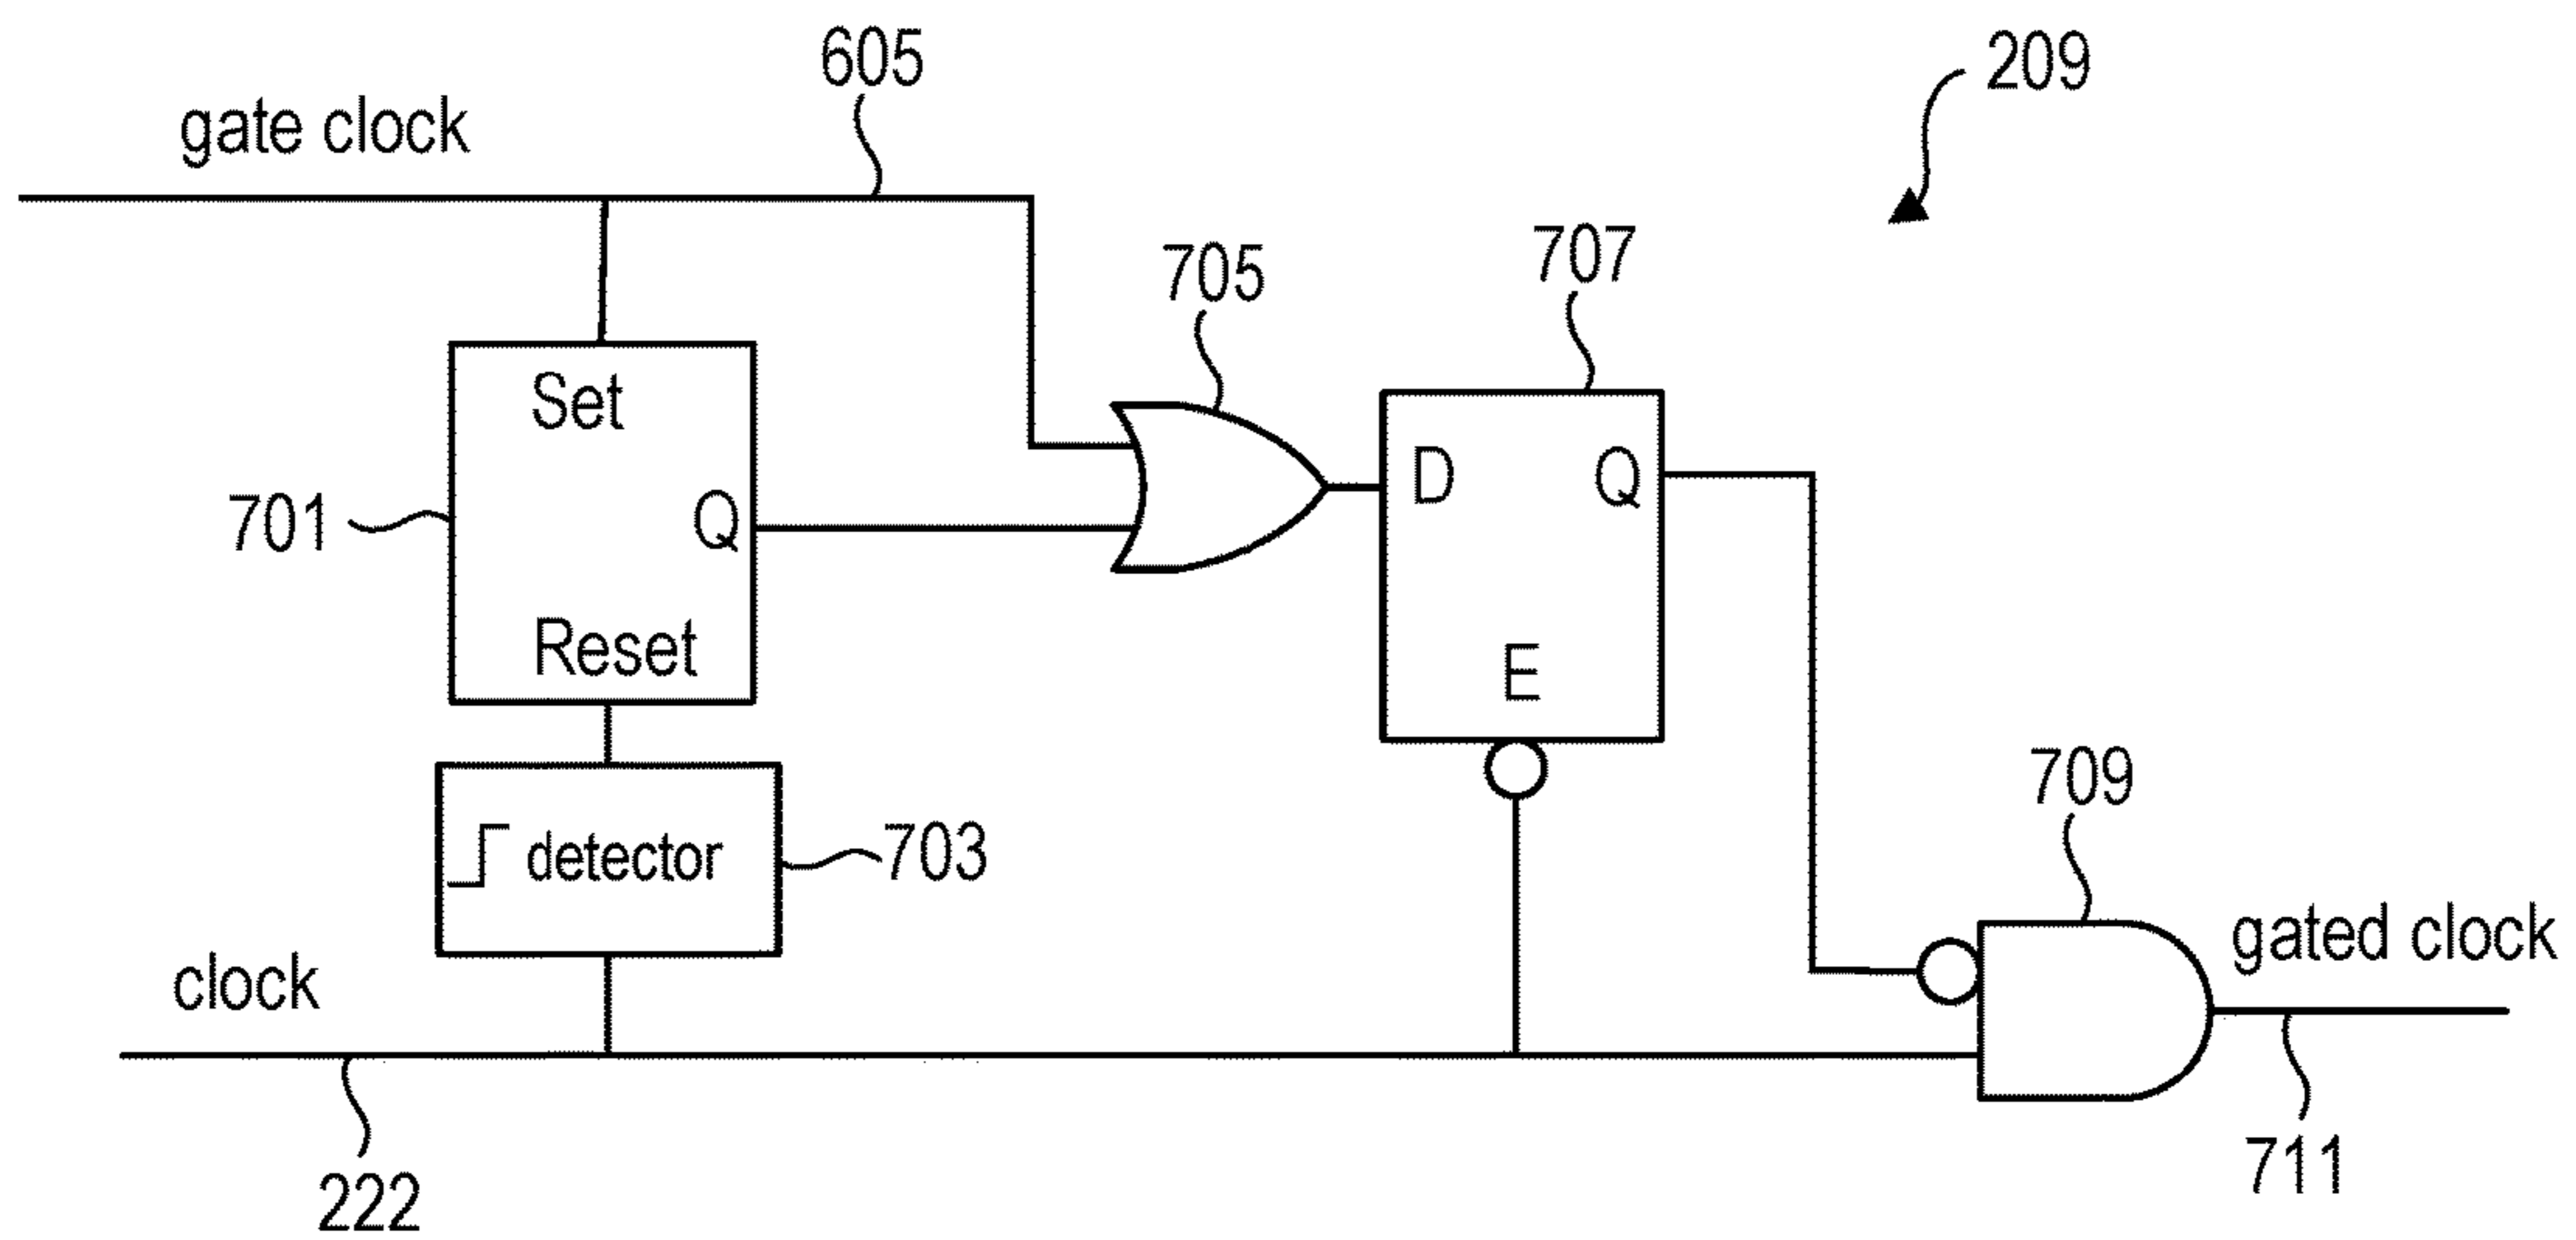 605
209
gate clock
705
707
Set
D
Q
701
Q
Reset
E
709
detector
703
gated clock
clock
711
222